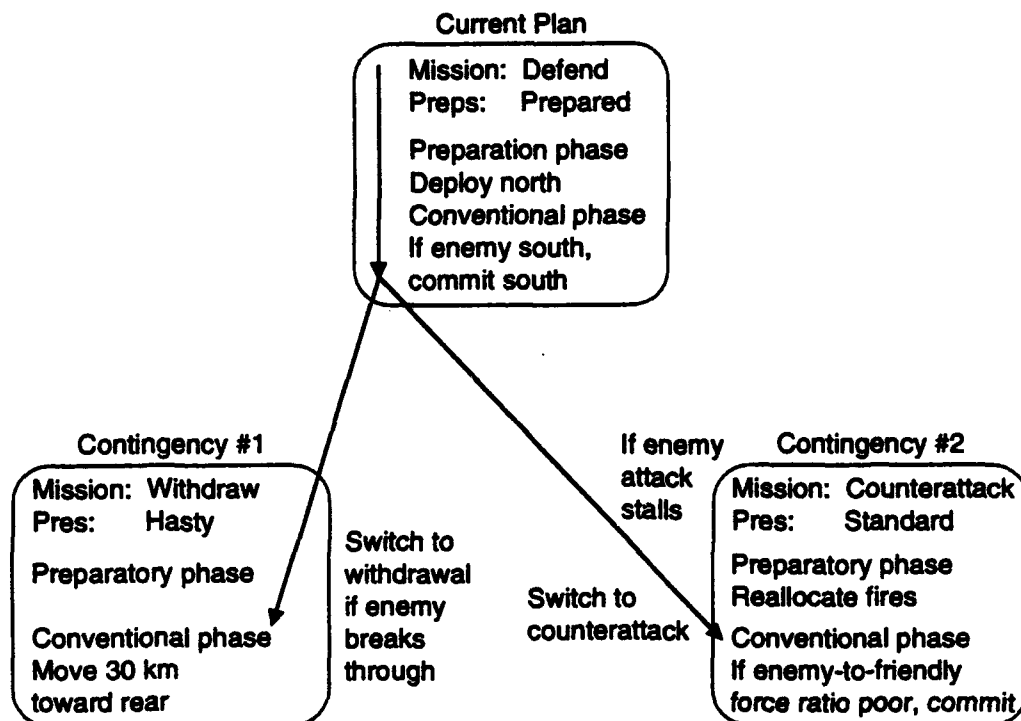 Current Plan
Mission: Defend
Preps: Prepared
Preparation phase
Deploy north
Conventional phase
If enemy south,
commit south
Contingency #1
Mission: Withdraw
Pres: Hasty
Preparatory phase
Conventional phase
Move 30 km
toward rear
Switch to
withdrawal
if enemy
breaks
through
If enemy
attack
stalls
Switch to
counterattack
Contingency #2
Mission: Counterattack
Pres: Standard
Preparatory phase
Reallocate fires
Conventional phase
If enemy-to-friendly
force ratio poor, commit